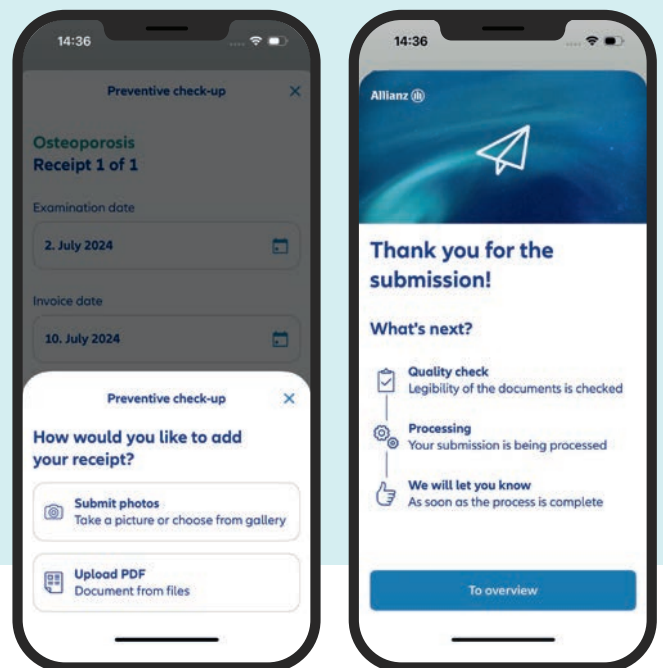 14:36
Preventive check-up
Osteoporosis
Receipt 1 of 1
Examination date
2. July 2024
Invoice date
10. July 2024
Preventive check-up
How would you like to add
your receipt?
Submit photos
Take a picture or choose from gallery
Upload PDF
Document from files
14:36
Allianz
Thank you for the
submission!
What's next?
Quality check
Legibility of the documents is checked
Processing
Your submission is being processed
We will let you know
As soon as the process is complete
To overview